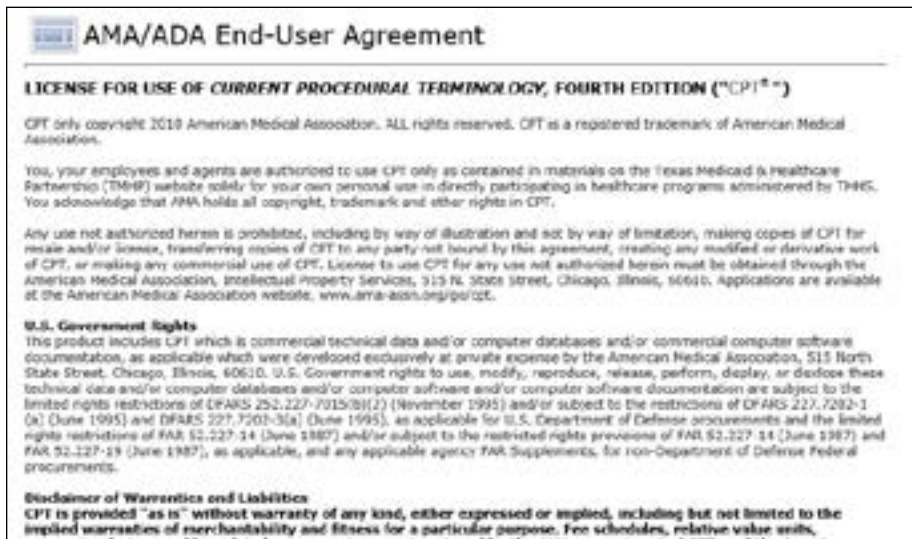 AMA/ADA End-User Agreement
LICENSE FOR USE OF CURRENT PROCEDURAL TERMINOLOGY, FOURTH EDITION ("CPT®")
CPT only copyright 2010 American Medical Association. ALL rights reserved. CPT is a registered trademark of American Medical
Association.
You, your employees and agents are authorized to use CPT only as contained in materials on the Texas Medicaid & Healthcare
Partnership (TMHP) website solely for your own personal use in directly participating in healthcare programs administered by THHS.
You acknowledge that AMA holds all copyright, trademark and other rights in CPT.
Any use not authorized herein is prohibited, including by way of illustration and not by way of limitation, making copies of CPT for
resale and/or license, transferring copies of CPT to any party not bound by this agreement, creating any modified or derivative work
of CPT, or making any commercial use of CPT. License to use CPT for any use not authorized herein must be obtained through the
American Medical Association, Intellectual Property Services, 515 N. State Street, Chicago, Illinois, 60610. Applications are available
at the American Medical Association website, www.ama-assn.org/go/cpt.
U.S. Government Rights
This product includes CPT which is commercial technical data and/or computer databases and/or commercial computer software
documentation, as applicable which were developed exclusively at private expense by the American Medical Association, 515 North
State Street, Chicago, Illinois, 60610. U.S. Government rights to use, modify, reproduce, release, perform, display, or disclose these
technical data and/or computer databases and/or computer software and/or computer software documentation are subject to the
limited rights restrictions of DFARS 252.227-7015(b)(2) (November 1995) and/or subject to the restrictions of DFARS 227.7202-1
(a) (June 1995) and DFARS 227.7202-3(a) (June 1995), as applicable for U.S. Department of Defense procurements and the limited
rights restrictions of FAR 52.227-14 (June 1987) and/or subject to the restricted rights provisions of FAR 52.227-14 (June 1987) and
FAR 52.227-19 (June 1987), as applicable, and any applicable agency FAR Supplements, for non-Department of Defense Federal
procurements.
Disclaimer of Warranties and Liabilities
CPT is provided "as is" without warranty of any kind, either expressed or implied, including but not limited to the
implied warranties of merchantability and fitness for a particular purpose. Fee schedules, relative value units,